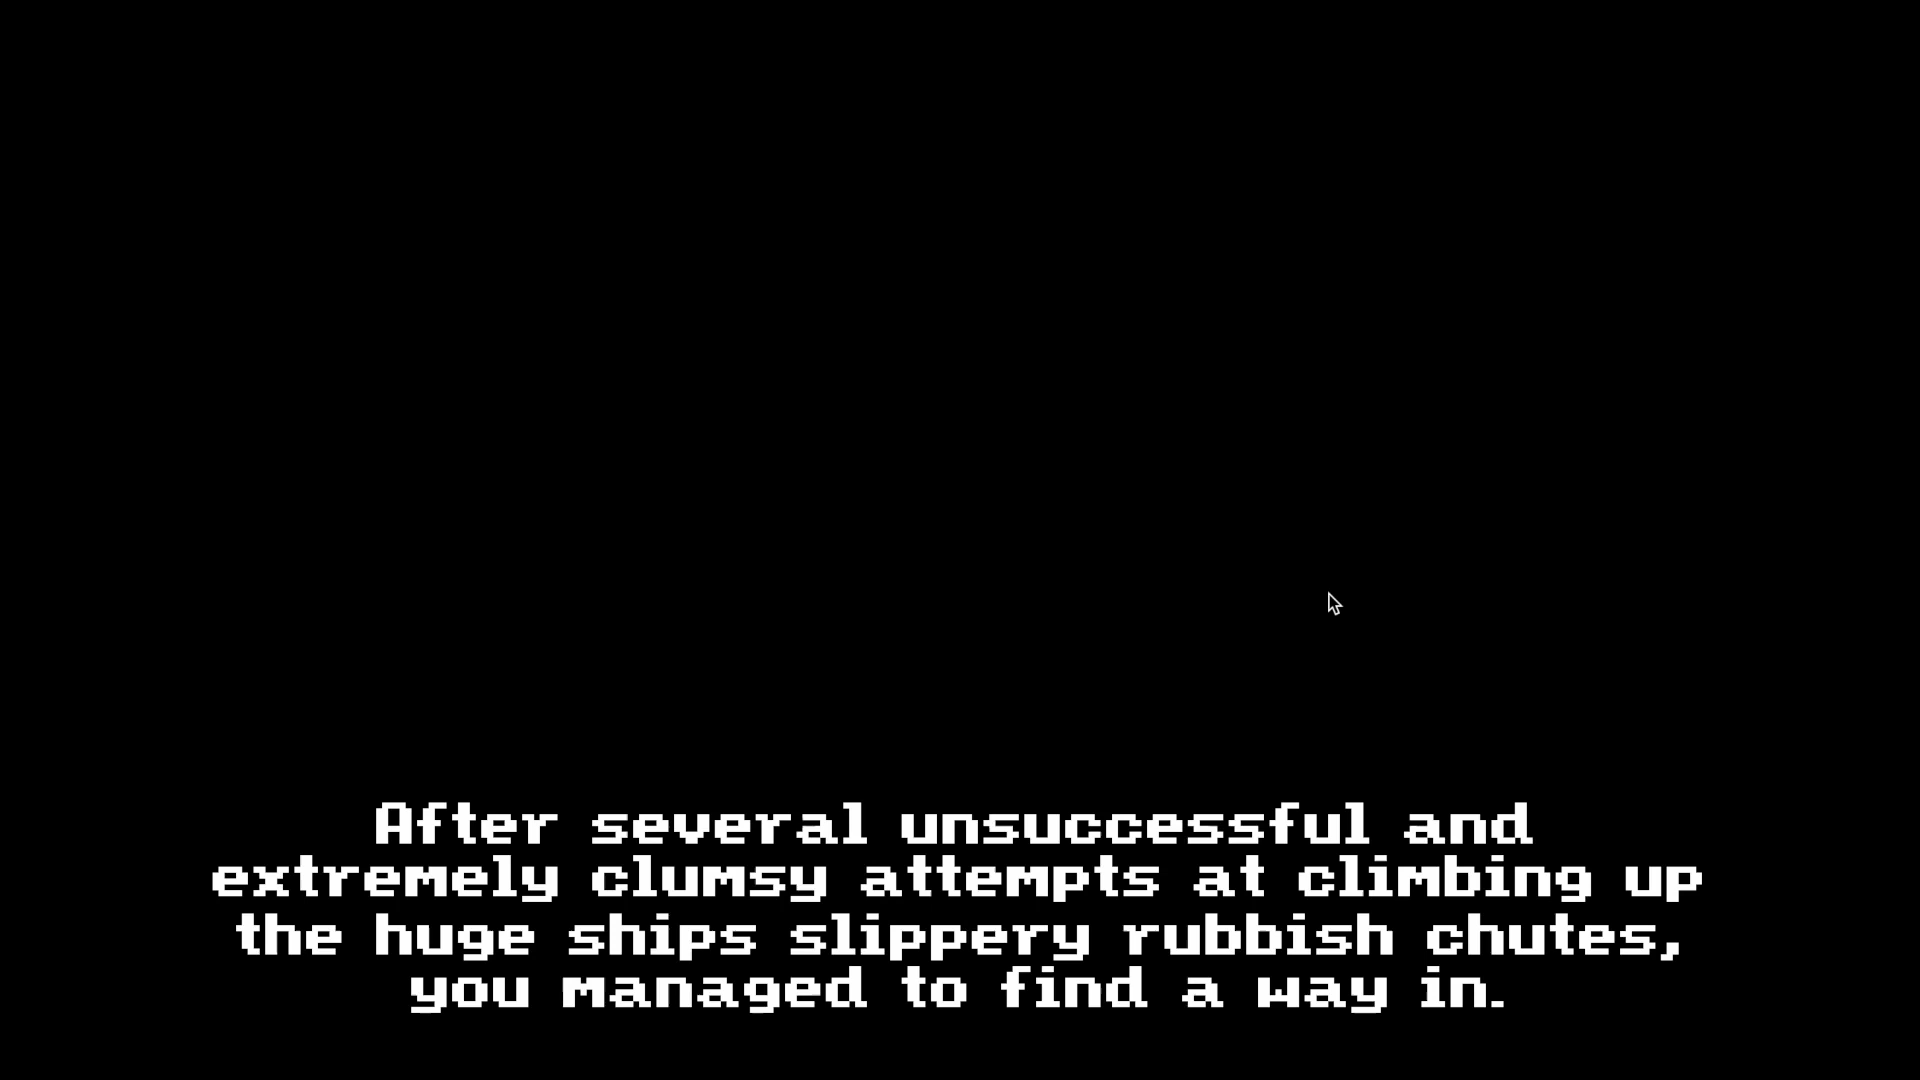 After several unsuccessful and
extremely clumsy attempts at climbing up
the huge ships slippery rubbish chutes,
you managed to find a way in.